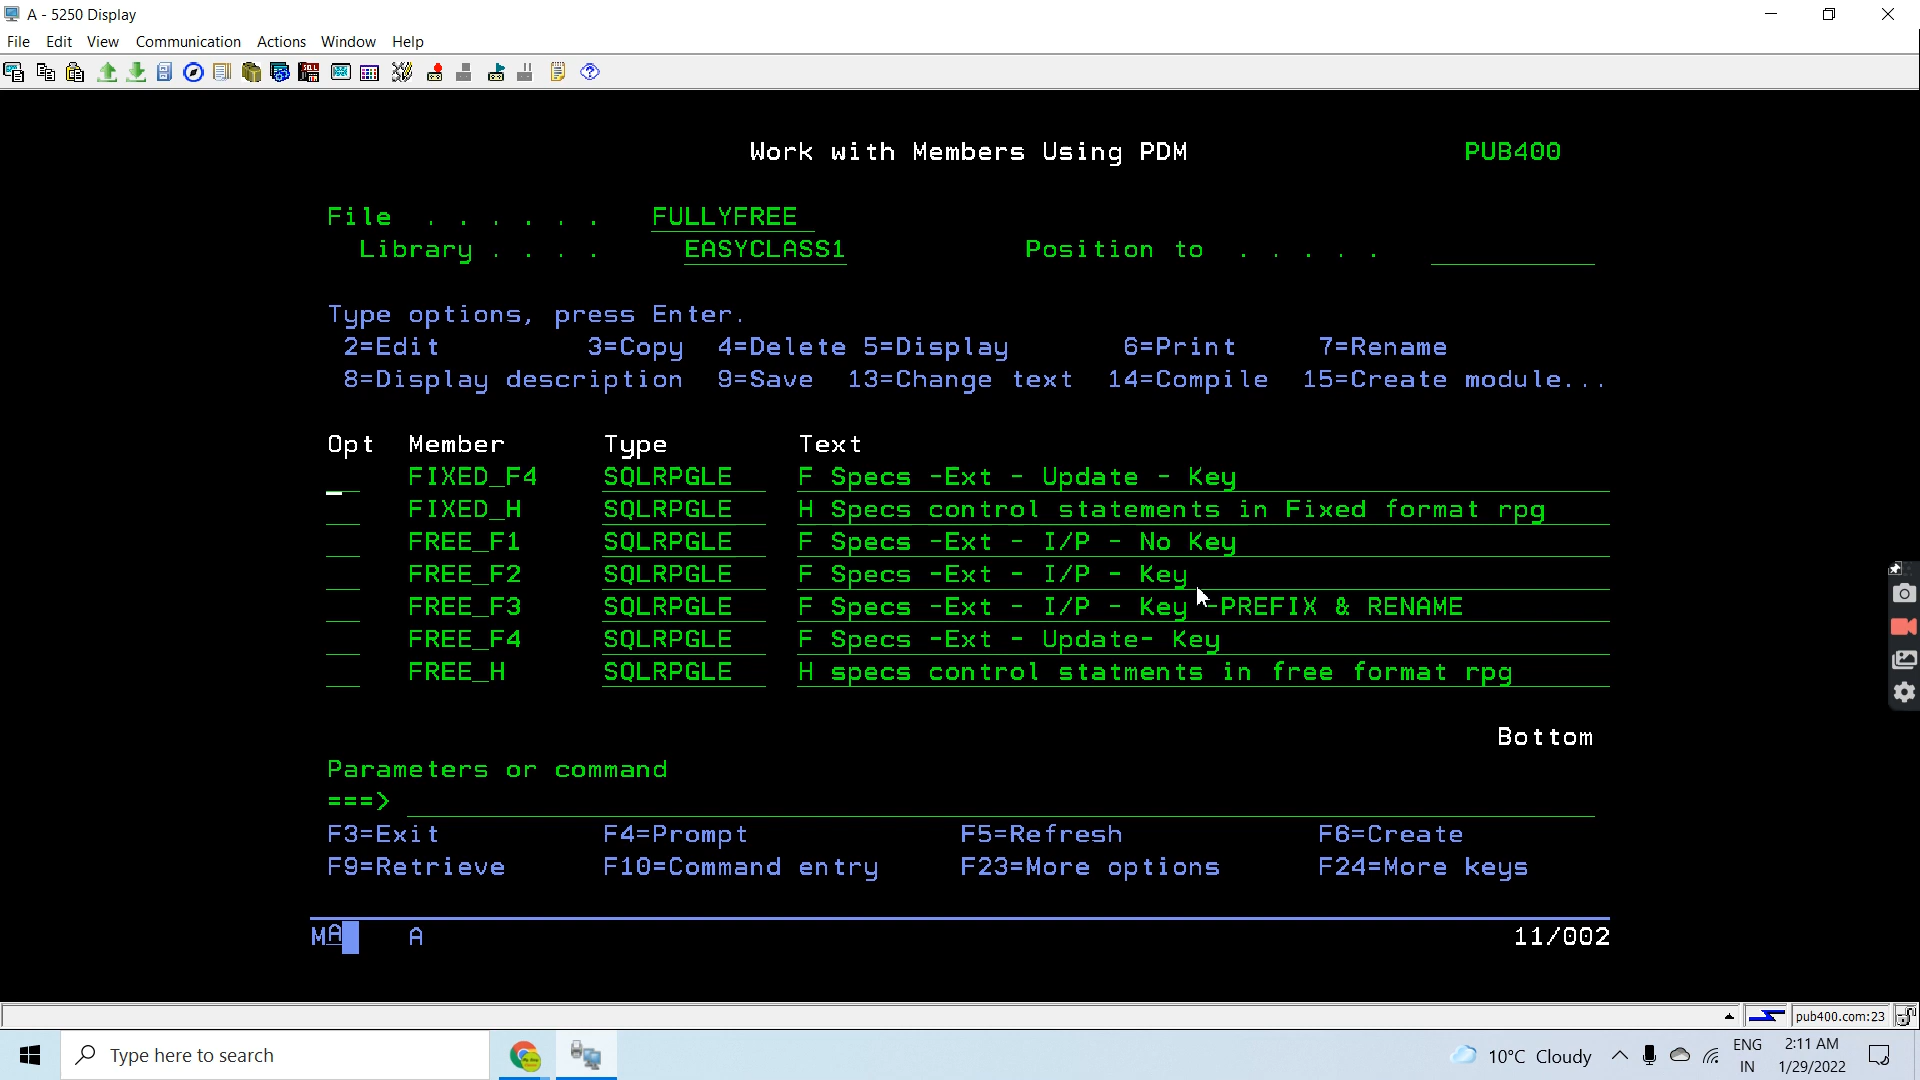 A - 5250 Display
File Edit View Communication Actions Window Help
Work with Members Using PDM PUB400
File . . . . . . FULLYFREE
Library . . . . EASYCLASS1 Position to . . . . .
Type options, press Enter.
2=Edit 3=Copy 4=Delete 5=Display 6=Print 7=Rename
8=Display description 9=Save 13=Change text 14=Compile 15=Create module...
Opt Member Type Text
FIXED_F4 SQLRPGLE F Specs -Ext - Update - Key
FIXED_H SQLRPGLE H Specs control statements in Fixed format rpg
FREE_F1 SQLRPGLE F Specs -Ext - I/P - No Key
FREE_F2 SQLRPGLE F Specs -Ext - I/P - Key
FREE_F3 SQLRPGLE F Specs -Ext - I/P - Key -PREFIX & RENAME
FREE_F4 SQLRPGLE F Specs -Ext - Update- Key
FREE_H SQLRPGLE H specs control statments in free format rpg
Bottom
Parameters or command
===>
F3=Exit F4=Prompt F5=Refresh F6=Create
F9=Retrieve F10=Command entry F23=More options F24=More keys
MA A 11/002
pub400.com:23
Type here to search
10°C Cloudy
ENG
IN
2:11 AM
1/29/2022